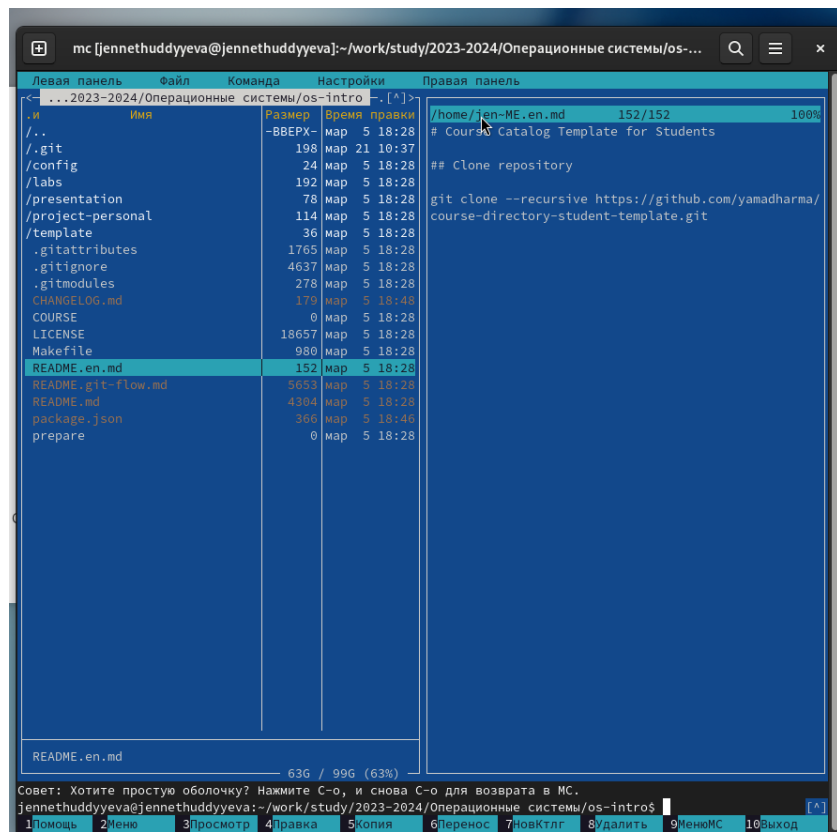 mc [jennethuddyyeva@jennethuddyyeva]:~/work/study/2023-2024/Операционные системы/os-...
Левая панель Файл Команда Настройки Правая панель
<- ...2023-2024/Операционные системы/os-intro -.[^]>
.и Имя Размер Время правки
/.. -ВВЕРХ- мар 5 18:28
/.git 198 мар 21 10:37
/config 24 мар 5 18:28
/labs 192 мар 5 18:28
/presentation 78 мар 5 18:28
/project-personal 114 мар 5 18:28
/template 36 мар 5 18:28
.gitattributes 1765 мар 5 18:28
.gitignore 4637 мар 5 18:28
.gitmodules 278 мар 5 18:28
CHANGELOG.md 179 мар 5 18:48
COURSE 0 мар 5 18:28
LICENSE 18657 мар 5 18:28
Makefile 980 мар 5 18:28
README.en.md 152 мар 5 18:28
README.git-flow.md 5653 мар 5 18:28
README.md 4304 мар 5 18:28
package.json 366 мар 5 18:46
prepare 0 мар 5 18:28
README.en.md
63G / 99G (63%)
/home/jen~ME.en.md 152/152 100%
# Course Catalog Template for Students
## Clone repository
git clone --recursive https://github.com/yamadharma/
course-directory-student-template.git
Совет: Хотите простую оболочку? Нажмите C-o, и снова C-o для возврата в MC.
jennethuddyyeva@jennethuddyyeva:~/work/study/2023-2024/Операционные системы/os-intro$ [^]
1Помощь 2Меню 3Просмотр 4Правка 5Копия 6Перенос 7НовКтлг 8Удалить 9МенюMC 10Выход